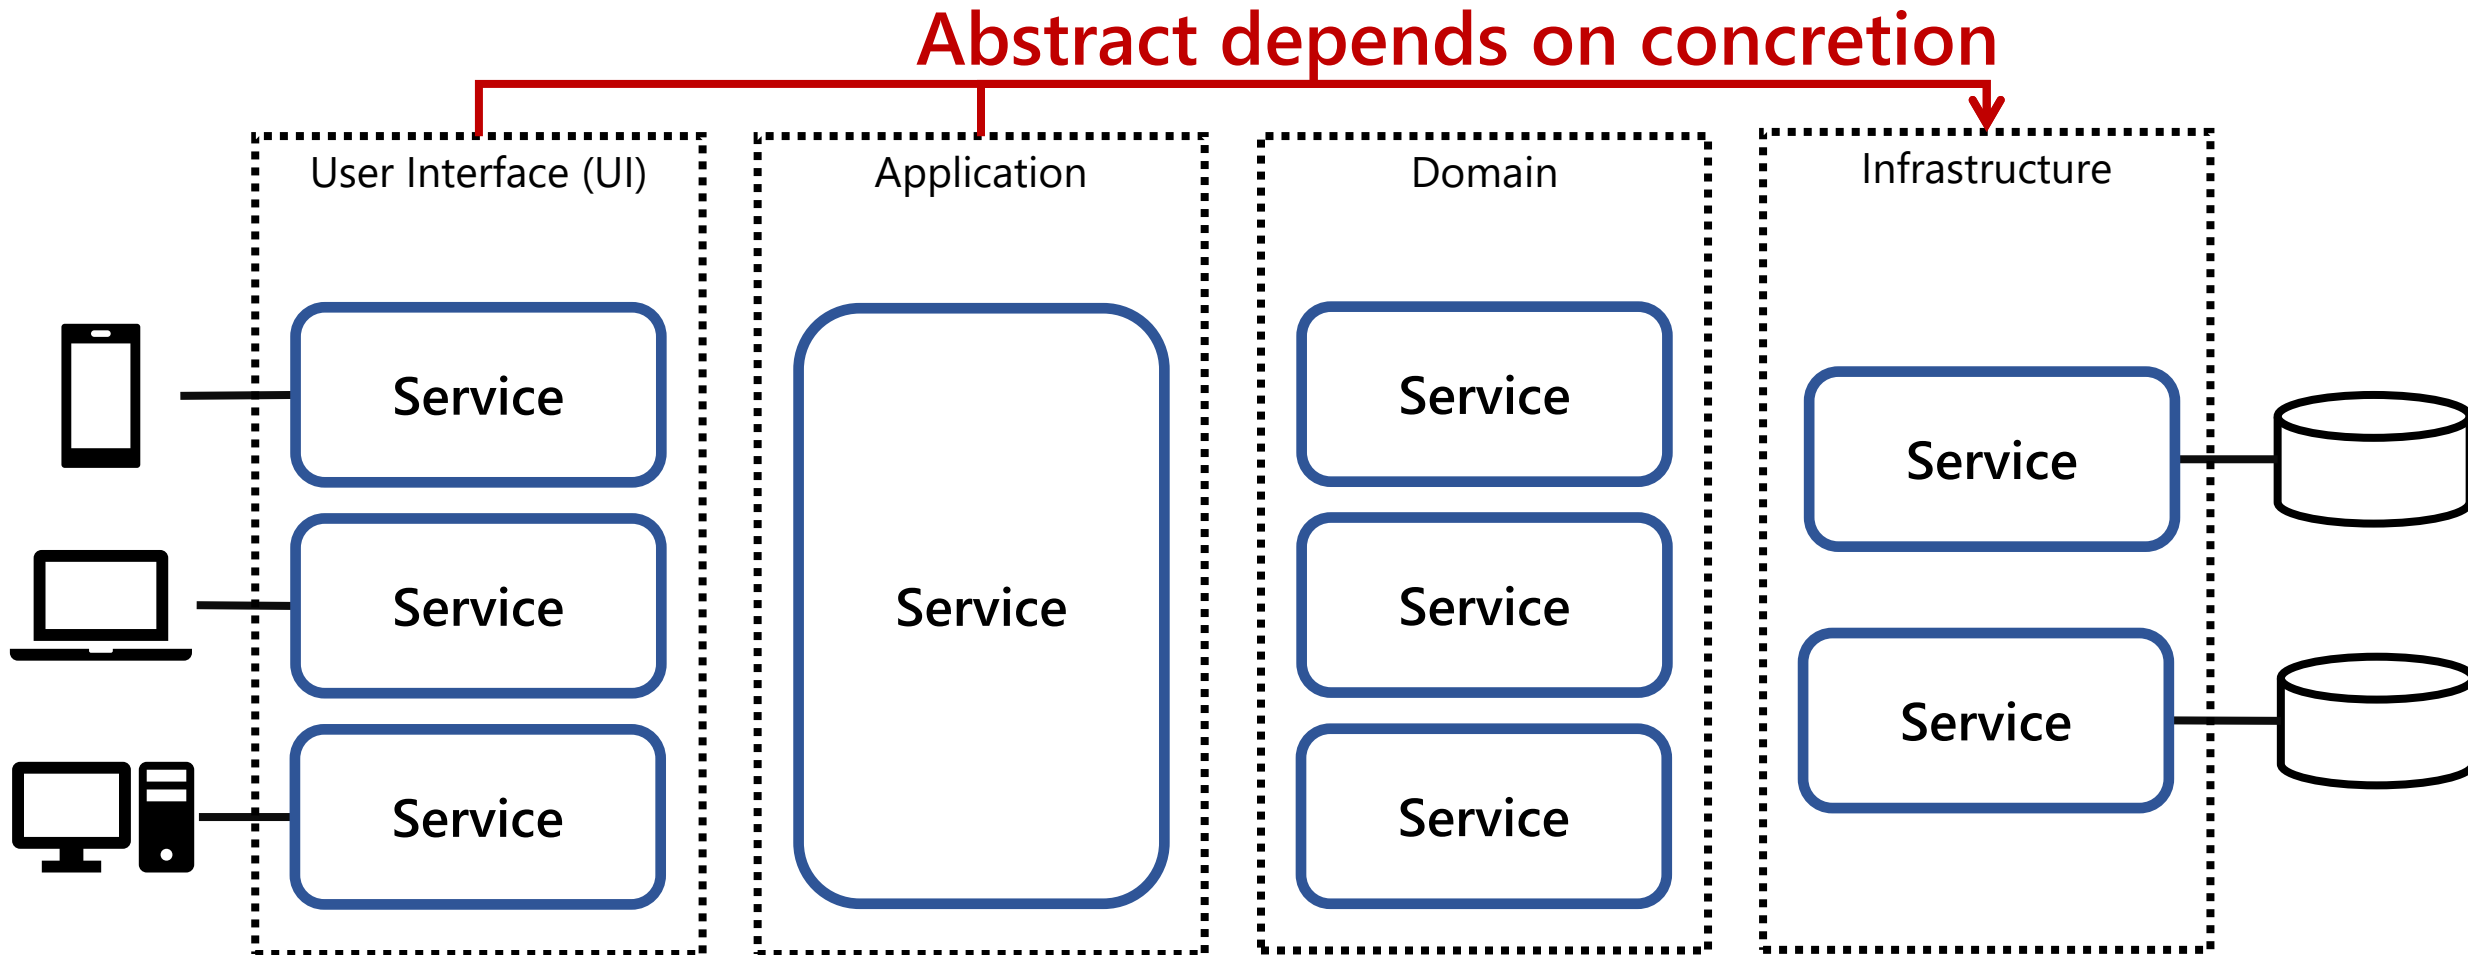 Abstract depends on concretion
User Interface (UI)
Application
Domain
Infrastructure
Service
Service
Service
Service
Service
Service
Service
Service
Service